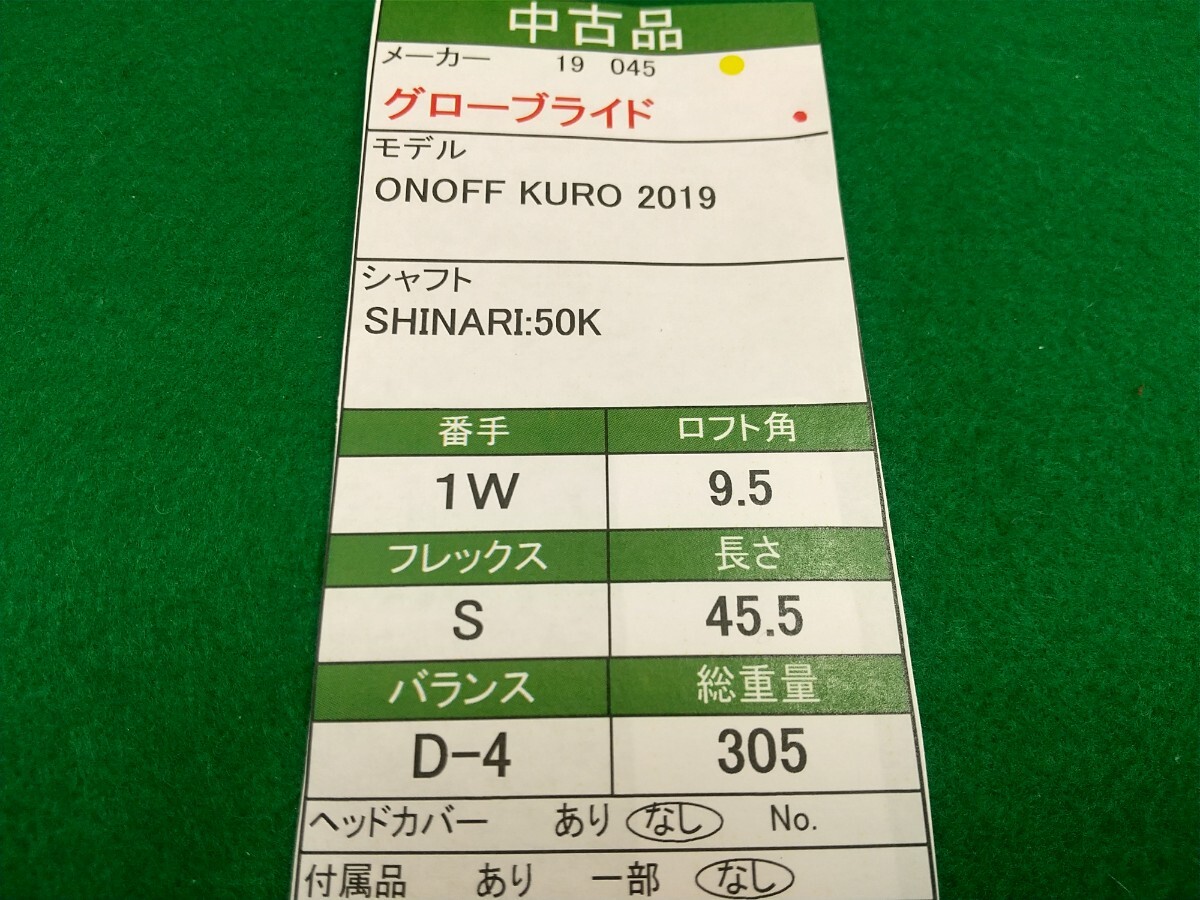 中古品
メーカー 19 045
グローブライド
モデル
ONOFF KURO 2019
シャフト
SHINARI:50K
番手 ロフト角
1W 9.5
フレックス 長さ
S 45.5
バランス 総重量
D-4 305
ヘッドカバー あり なし No.
付属品 あり 一部 なし